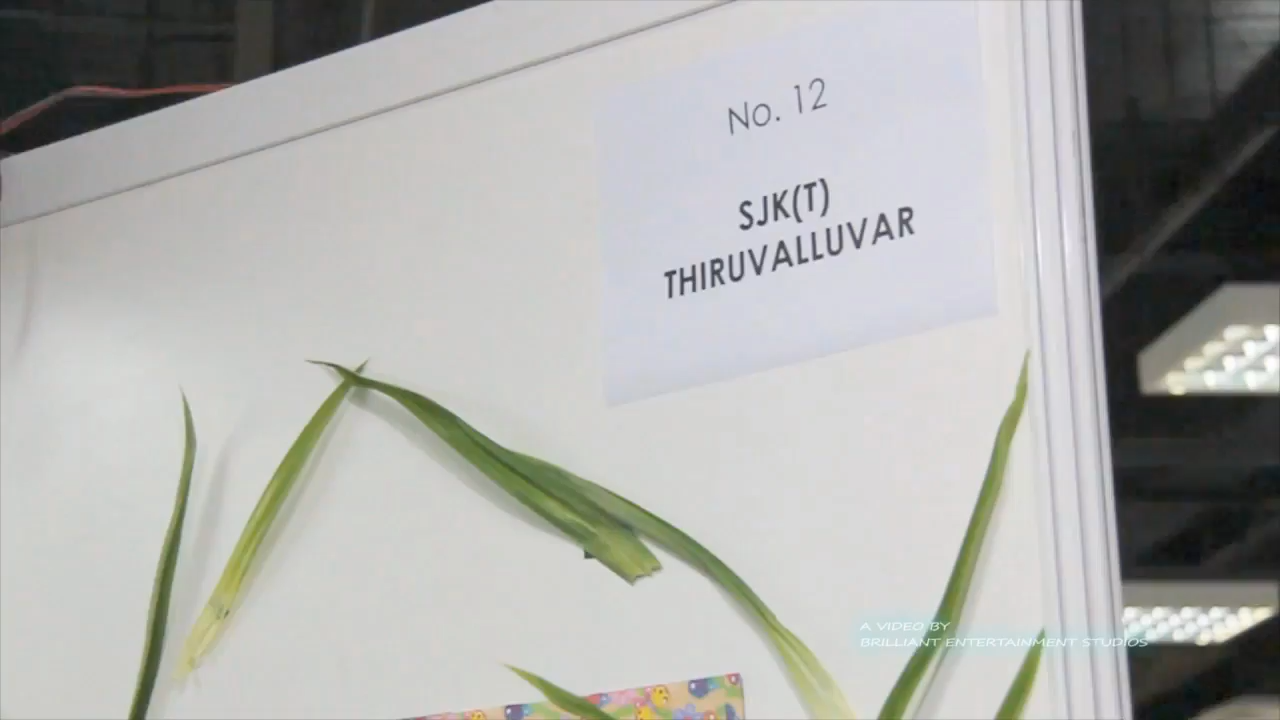 No. 12
SJK(T)
THIRUVALLUVAR
A VIDEO BY
BRILLIANT ENTERTAINMENT STUDIOS